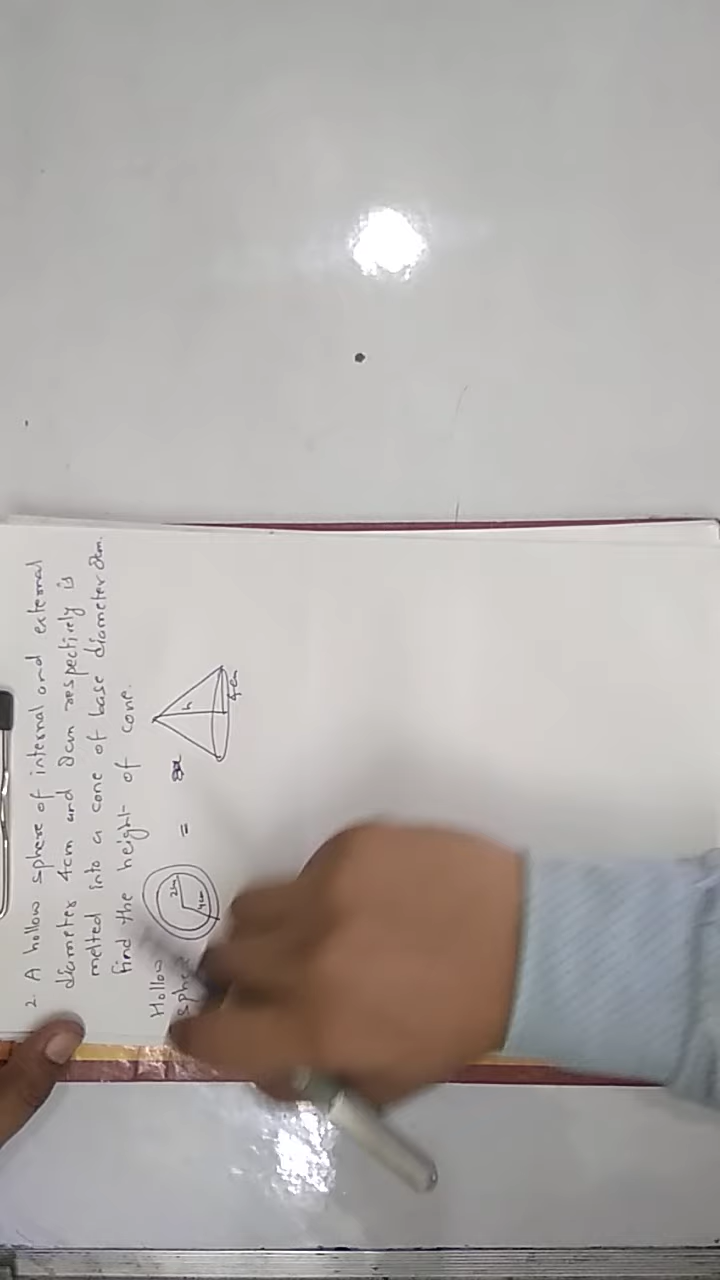 2. A hollow sphere of internal and external
diameter 4cm and 8cm respectively is
melted into a cone of base diameter 8cm.
find the height of cone.
Hollow
sphe
2cm
4cm
=
h
4cm